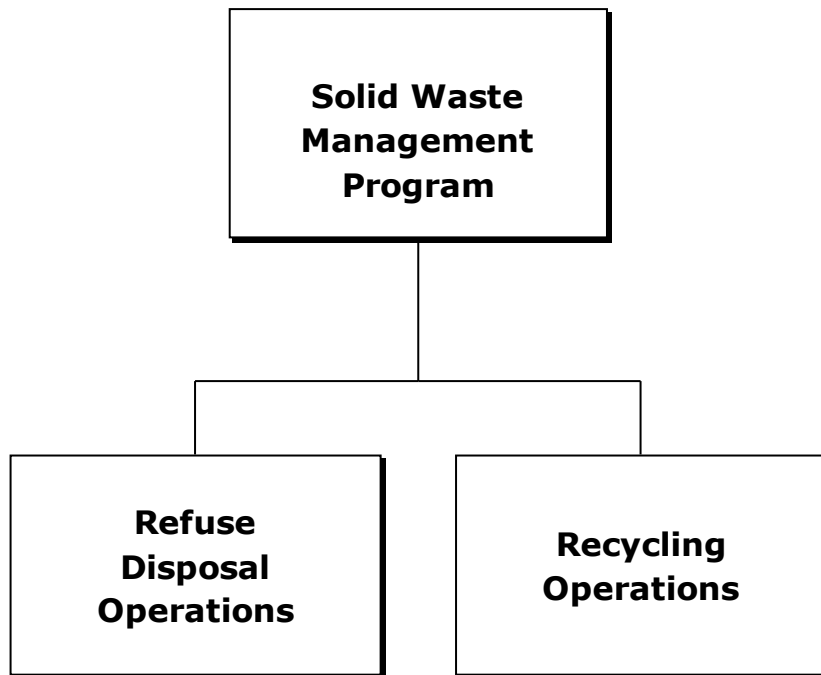 Solid Waste
Management
Program
Refuse
Disposal
Operations
Recycling
Operations